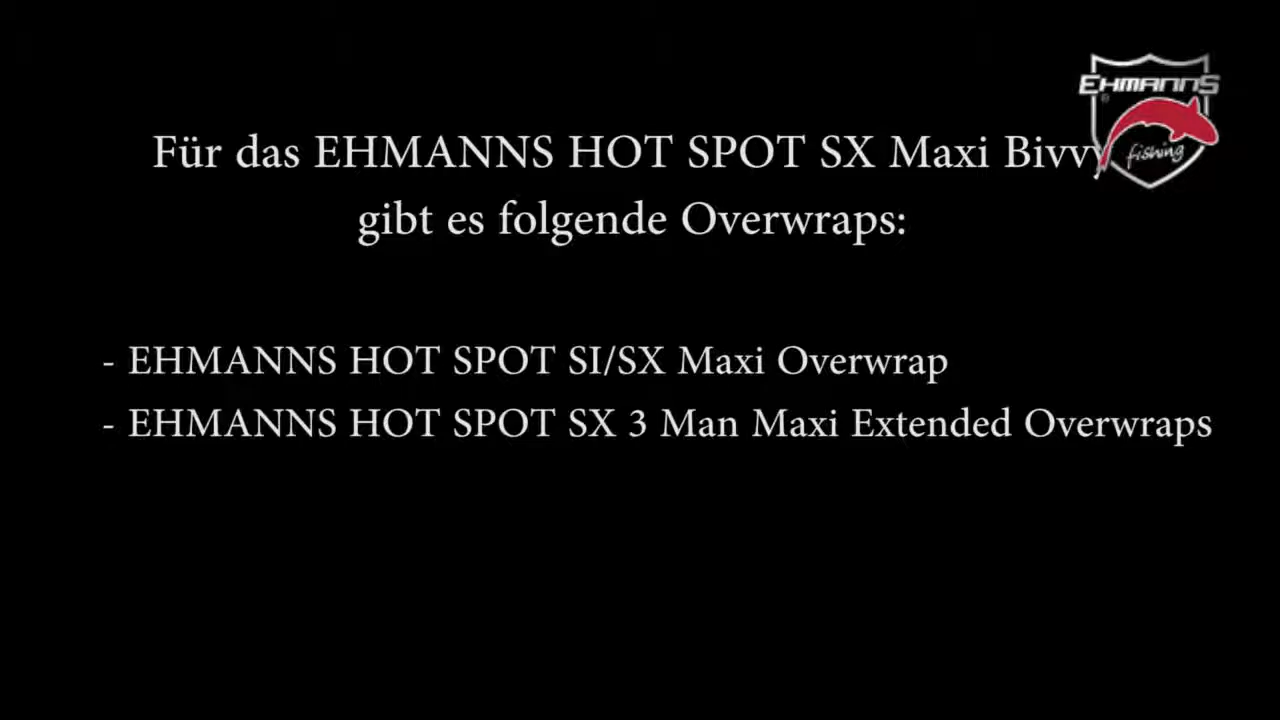 EHMANNS
®
fishing
Für das EHMANNS HOT SPOT SX Maxi Bivvy
gibt es folgende Overwraps:
- EHMANNS HOT SPOT SI/SX Maxi Overwrap
- EHMANNS HOT SPOT SX 3 Man Maxi Extended Overwraps